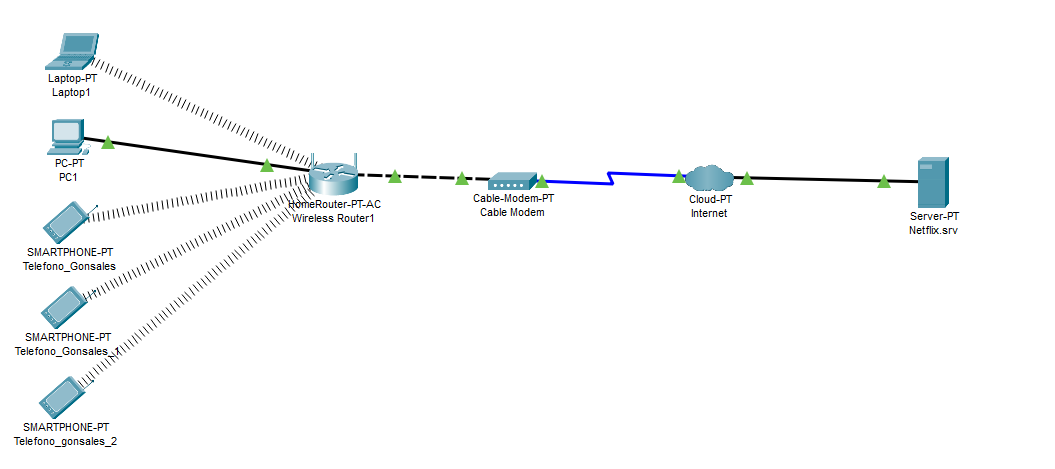 Laptop-PT
Laptop1
PC-PT
PC1
SMARTPHONE-PT
Telefono_Gonsales
SMARTPHONE-PT
Telefono_Gonsales_1
SMARTPHONE-PT
Telefono_gonsales_2
HomeRouter-PT-AC
Wireless Router1
Cable-Modem-PT
Cable Modem
Cloud-PT
Internet
Server-PT
Netflix.srv